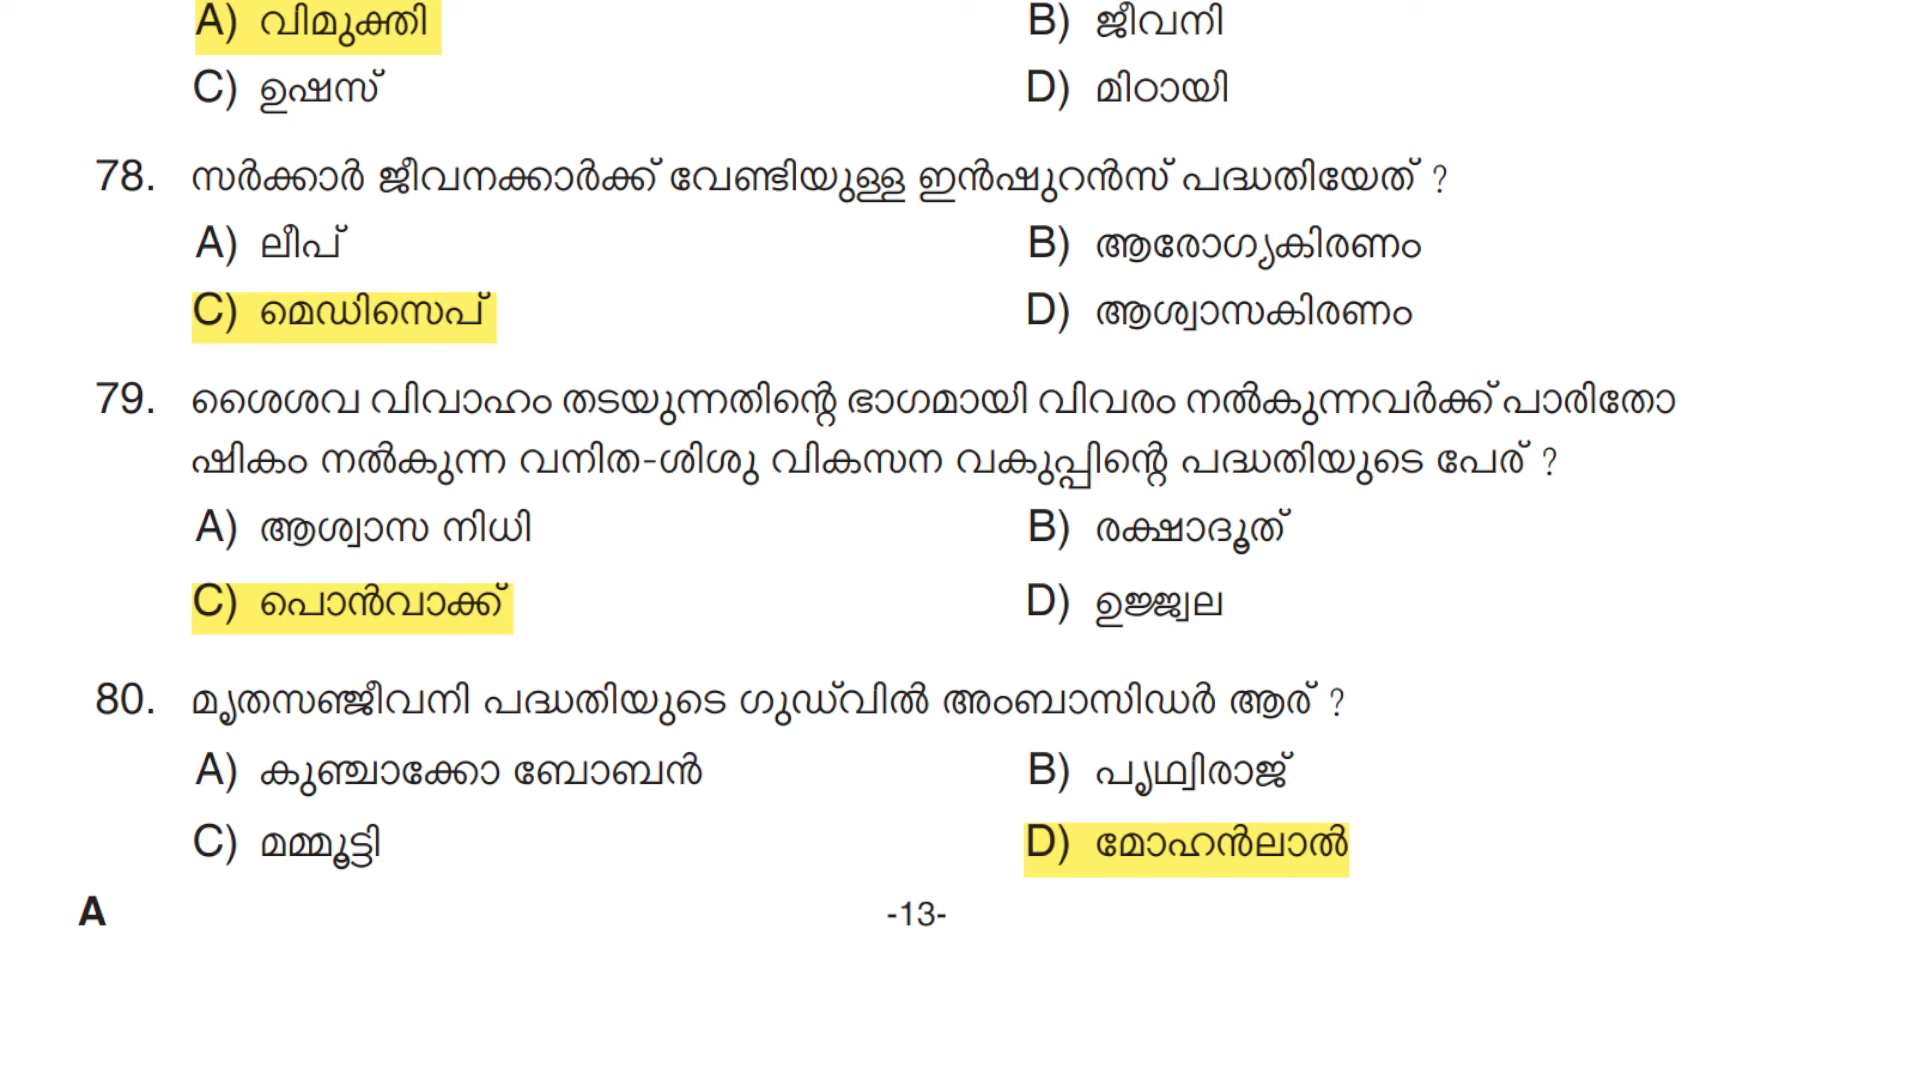 A) വിമുക്തി B) ജീവനി
C) ഉഷസ് D) മിഠായി
78. സർക്കാർ ജീവനക്കാർക്ക് വേണ്ടിയുള്ള ഇൻഷുറൻസ് പദ്ധതിയേത് ?
A) ലീപ് B) ആരോഗ്യകിരണം
C) മെഡിസെപ് D) ആശ്വാസകിരണം
79. ശൈശവ വിവാഹം തടയുന്നതിന്റെ ഭാഗമായി വിവരം നൽകുന്നവർക്ക് പാരിതോ
ഷികം നൽകുന്ന വനിത-ശിശു വികസന വകുപ്പിന്റെ പദ്ധതിയുടെ പേര് ?
A) ആശ്വാസ നിധി B) രക്ഷാദൂത്
C) പൊൻവാക്ക് D) ഉജ്ജ്വല
80. മൃതസഞ്ജീവനി പദ്ധതിയുടെ ഗുഡ്‌വിൽ അംബാസിഡർ ആര് ?
A) കുഞ്ചാക്കോ ബോബൻ B) പൃഥ്വിരാജ്
C) മമ്മൂട്ടി D) മോഹൻലാൽ
A -13-